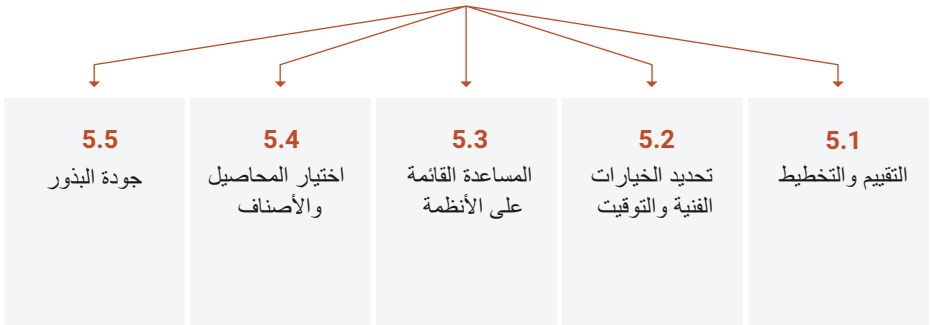 5.1
التقييم والتخطيط
5.2
تحديد الخيارات
الفنية والتوقيت
5.3
المساعدة القائمة
على الأنظمة
5.4
اختيار المحاصيل
والأصناف
5.5
جودة البذور